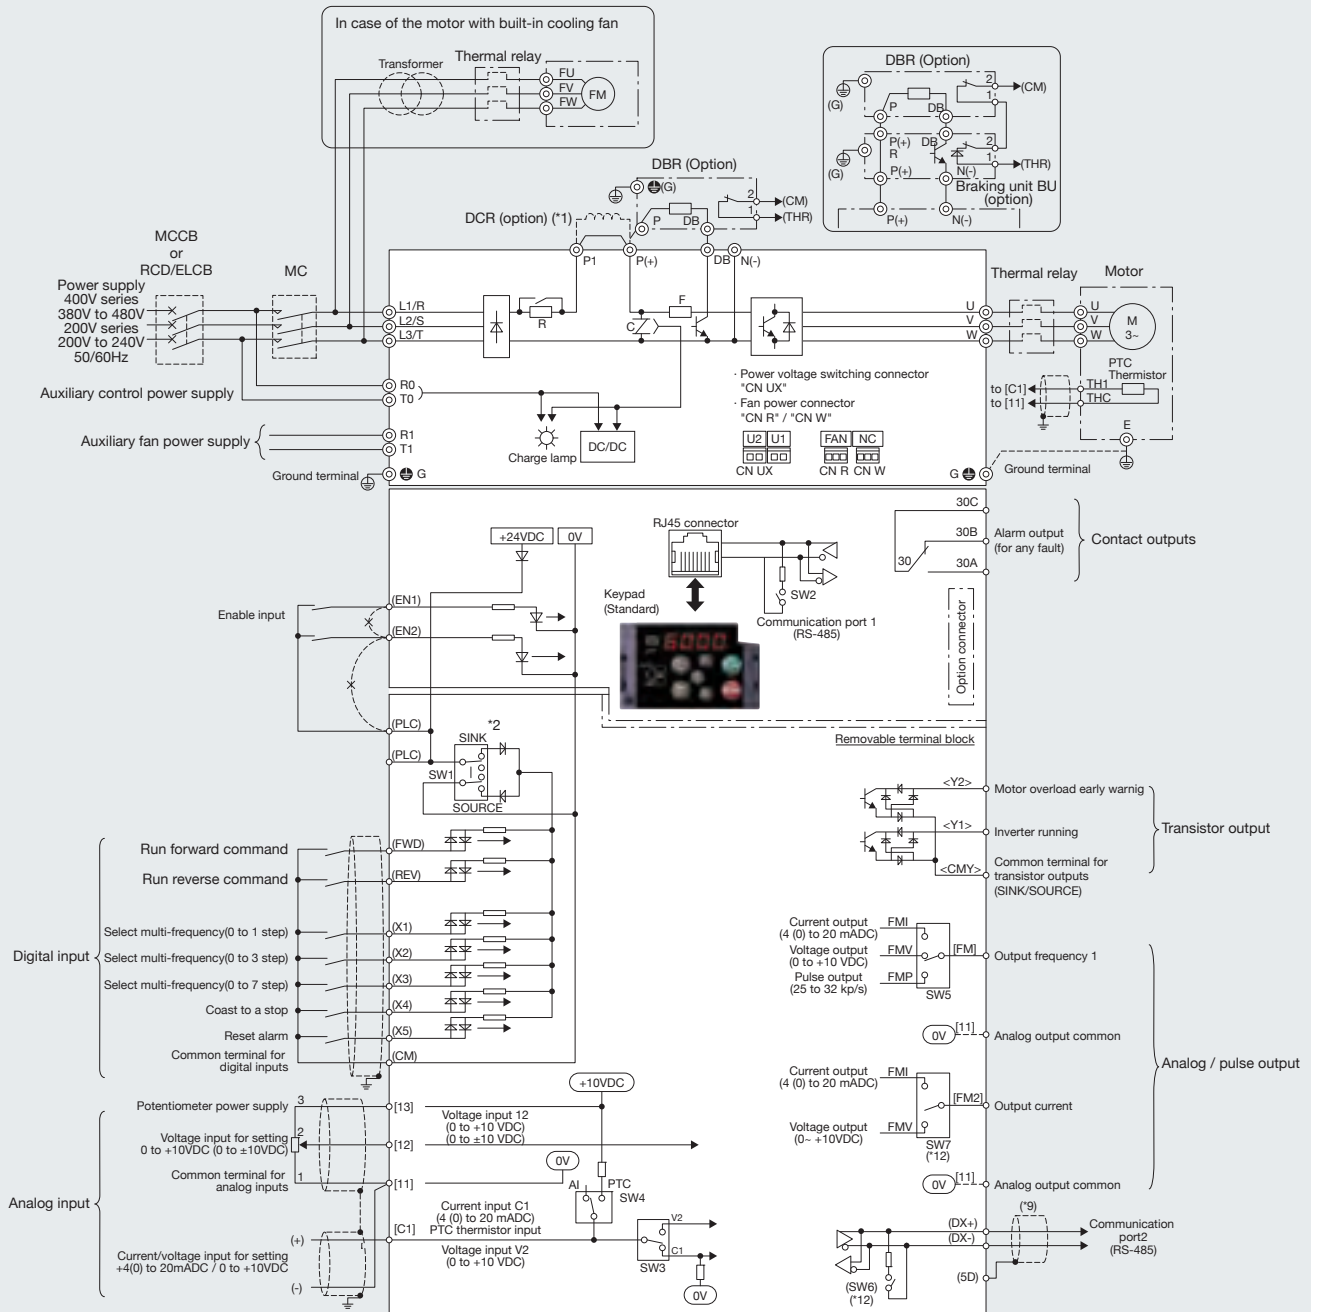 In case of the motor with built-in cooling fan
Transformer
Thermal relay
FU
FV
FW
FM
DBR (Option)
(G)
P
DB
2
1
(CM)
P(+)
R
DB
2
1
(THR)
(G)
P(+)
N(-)
Braking unit BU
(option)
P(+)
N(-)
DBR (Option)
(G)
2
1
(CM)
(THR)
P
DB
DCR (option) (*1)
P1
P(+)
DB
N(-)
MCCB
or
RCD/ELCB
MC
Power supply
400V series
380V to 480V
200V series
200V to 240V
50/60Hz
L1/R
L2/S
L3/T
R
F
C
U
V
W
Thermal relay
Motor
U
V
W
M
3~
PTC
Thermistor
TH1
THC
to [C1]
to [11]
E
Auxiliary control power supply
R0
T0
Auxiliary fan power supply
R1
T1
Ground terminal
G
Charge lamp
DC/DC
· Power voltage switching connector
"CN UX"
· Fan power connector
"CN R" / "CN W"
U2 U1
FAN NC
CN UX
CN R CN W
G
Ground terminal
+24VDC
0V
RJ45 connector
SW2
Keypad
(Standard)
Communication port 1
(RS-485)
6000
30C
30B
30
30A
Alarm output
(for any fault)
Contact outputs
Option connector
Enable input
(EN1)
(EN2)
(PLC)
(PLC)
*2
SINK
SW1
SOURCE
Removable terminal block
<Y2>
Motor overload early warnig
<Y1>
Inverter running
<CMY>
Common terminal for
transistor outputs
(SINK/SOURCE)
Transistor output
Digital input
Run forward command
(FWD)
Run reverse command
(REV)
Select multi-frequency(0 to 1 step)
(X1)
Select multi-frequency(0 to 3 step)
(X2)
Select multi-frequency(0 to 7 step)
(X3)
Coast to a stop
(X4)
Reset alarm
(X5)
Common terminal for
digital inputs
(CM)
Current output
(4 (0) to 20 mADC)
FMI
Voltage output
(0 to +10 VDC)
FMV
Pulse output
(25 to 32 kp/s)
FMP
SW5
[FM]
Output frequency 1
0V
[11]
Analog output common
Current output
(4 (0) to 20 mADC)
FMI
Voltage output
(0~ +10VDC)
FMV
SW7
(*12)
[FM2]
Output current
0V
[11]
Analog output common
Analog / pulse output
Analog input
Potentiometer power supply
3
[13]
Voltage input for setting
0 to +10VDC (0 to ±10VDC)
2
[12]
Common terminal for
analog inputs
1
[11]
+10VDC
Voltage input 12
(0 to +10 VDC)
(0 to ±10 VDC)
0V
AI
PTC
SW4
Current input C1
(4 (0) to 20 mADC)
PTC thermistor input
[C1]
Voltage input V2
(0 to +10 VDC)
V2
C1
SW3
0V
(+)
Current/voltage input for setting
+4(0) to 20mADC / 0 to +10VDC
(-)
(DX+)
(DX-)
(5D)
(*9)
(SW6)
(*12)
Communication
port2
(RS-485)